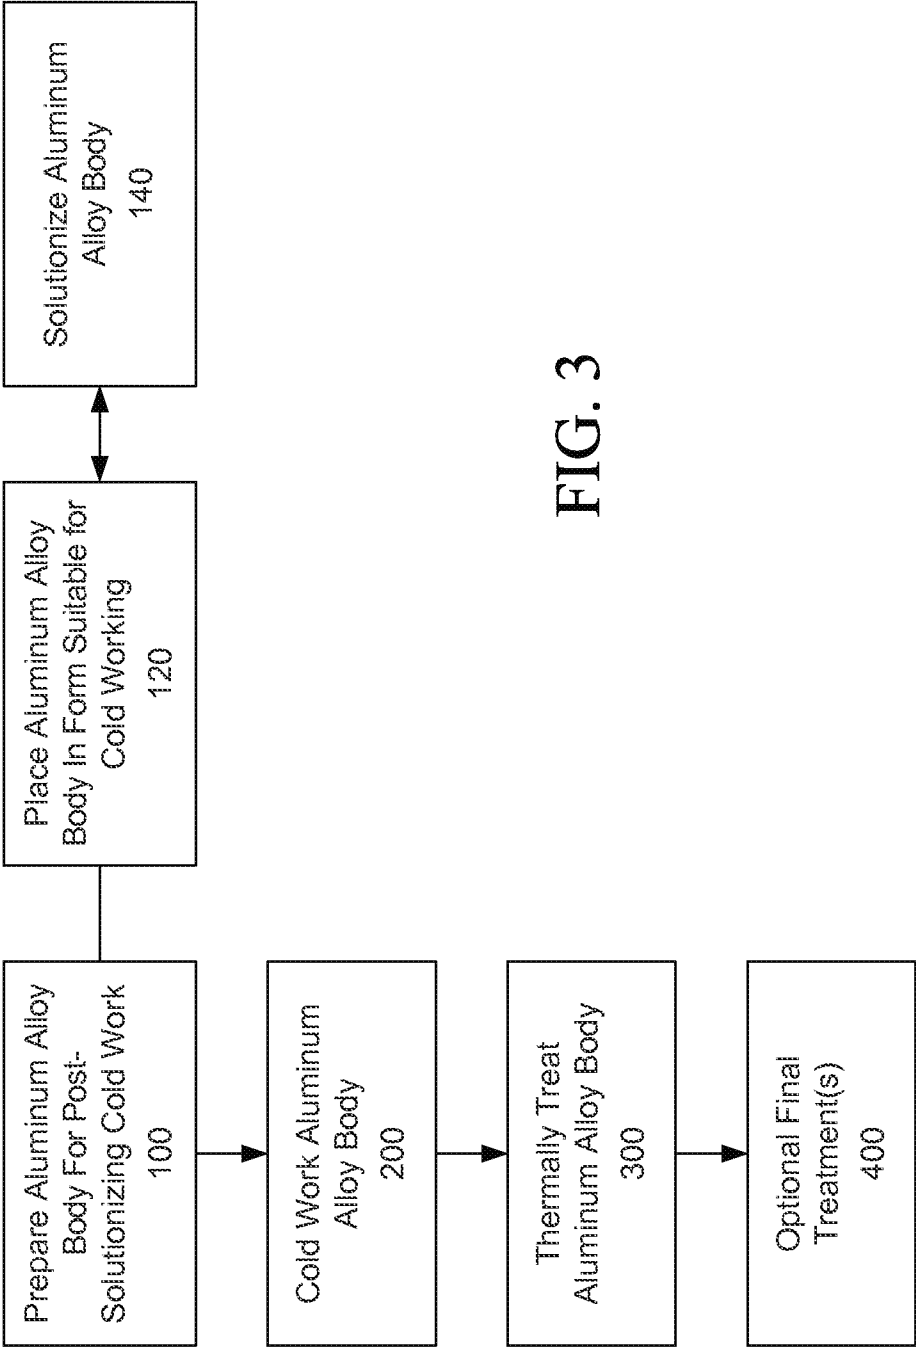 Prepare Aluminum Alloy
Body For Post-
Solutionizing Cold Work
100
Place Aluminum Alloy
Body In Form Suitable for
Cold Working
120
Solutionize Aluminum
Alloy Body
140
Cold Work Aluminum
Alloy Body
200
Thermally Treat
Aluminum Alloy Body
300
Optional Final
Treatment(s)
400
FIG. 3